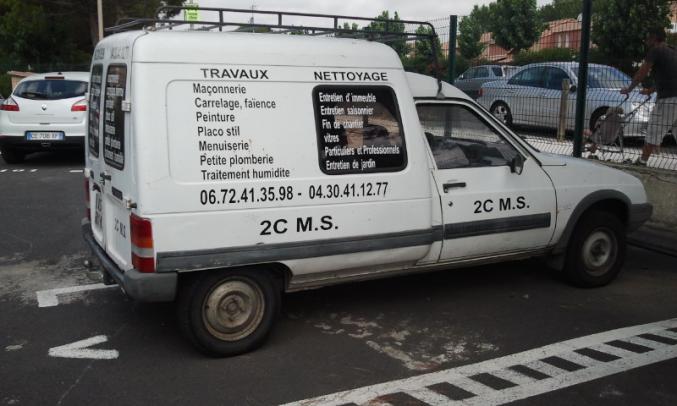 TRAVAUX
Maçonnerie
Carrelage, faïence
Peinture
Placo stil
Menuiserie
Petite plomberie
Traitement humidite
NETTOYAGE
Entretien d'immeuble
Entretien saisonnier
Fin de chantier
vitres
Particuliers et Professionnels
Entretien de jardin
06.72.41.35.98 - 04.30.41.12.77
2C M.S.
2C M.S.
2C M.S.